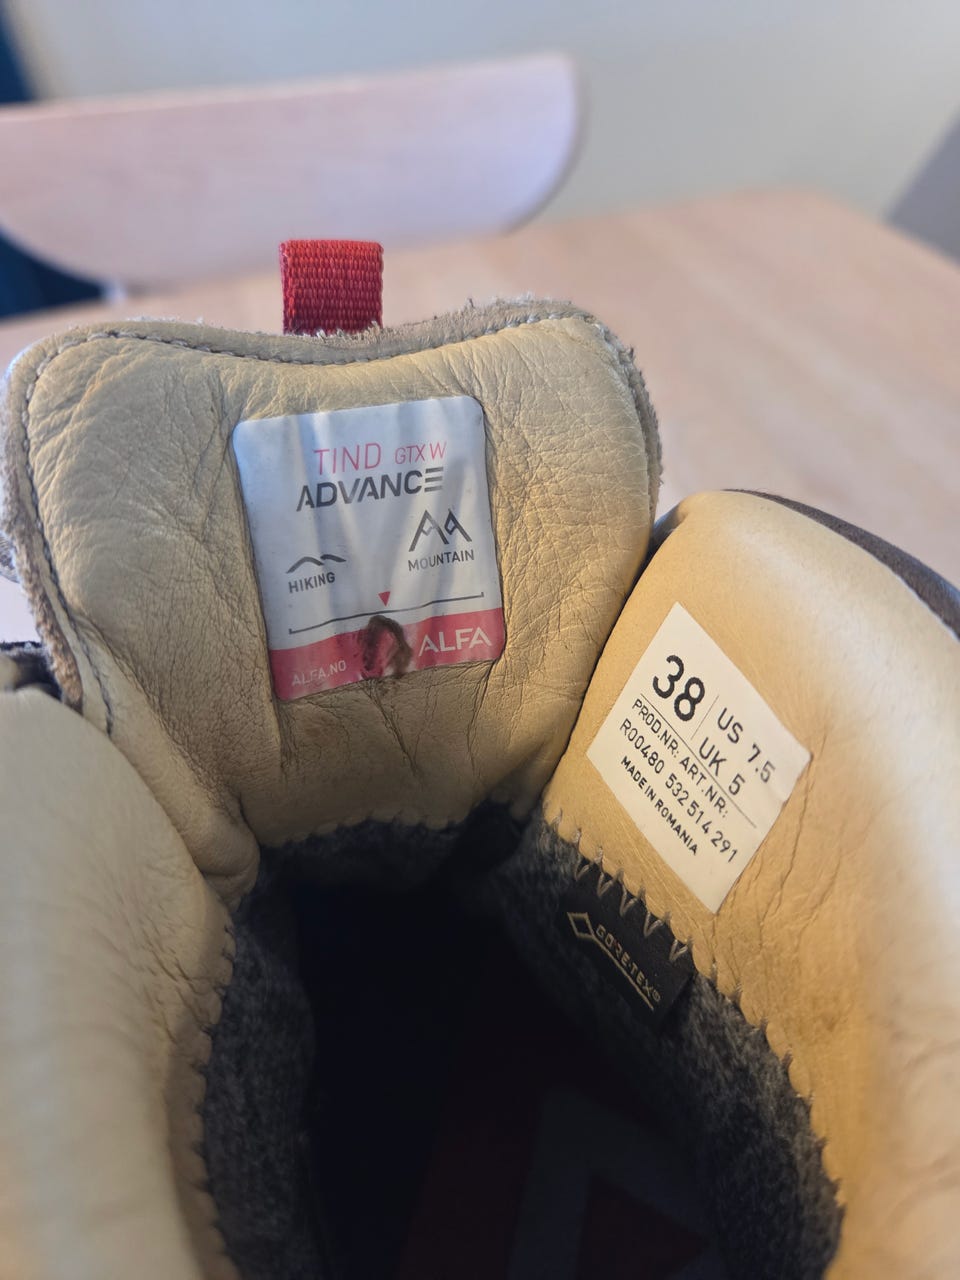 TIND GTX W
ADVANCE
HIKING
MOUNTAIN
ALFA.NO
ALFA
38
US 7.5
UK 5
PROD.NR: ART.NR:
R00480 532 514 291
MADE IN ROMANIA
GORE-TEX®